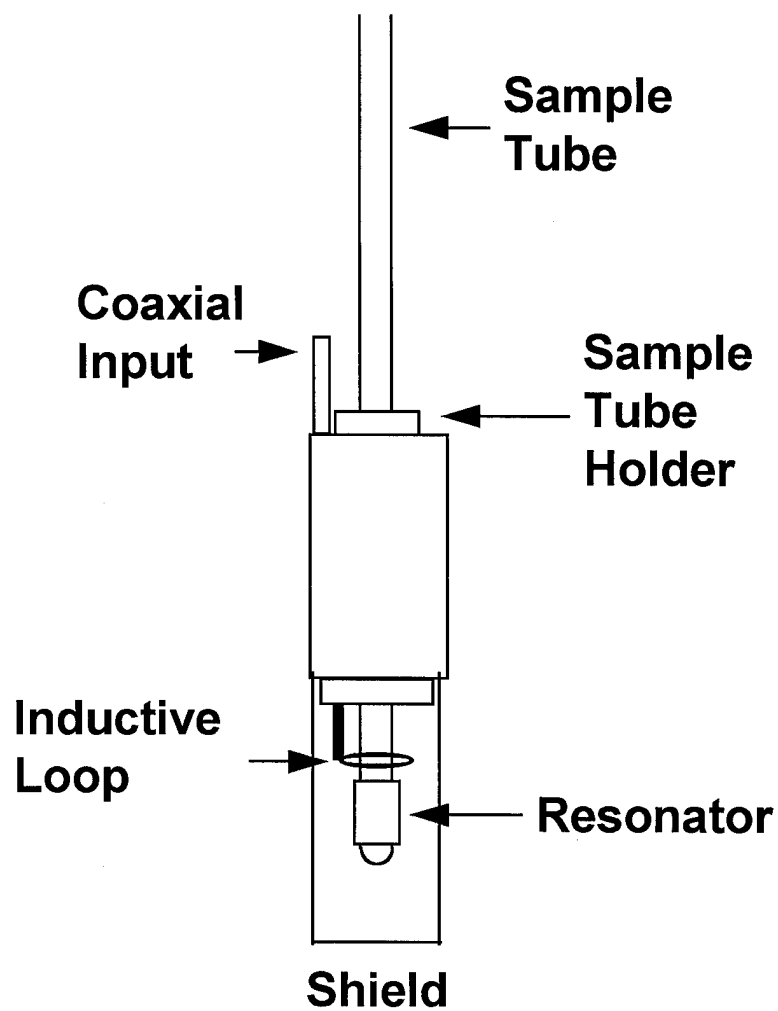 Sample
Tube
Coaxial
Input
Sample
Tube
Holder
Inductive
Loop
Resonator
Shield